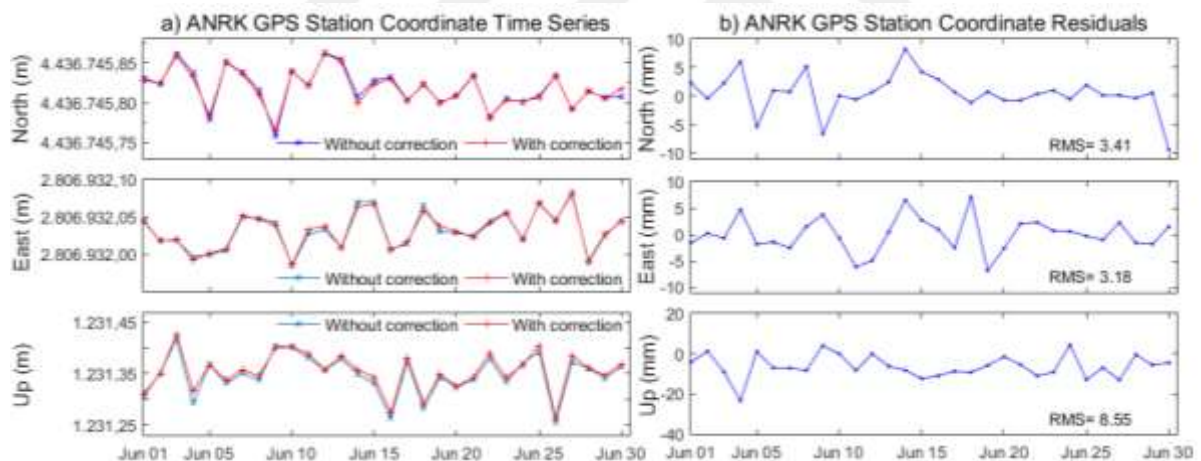 a) ANRK GPS Station Coordinate Time Series
North (m)
4.436.745,85
4.436.745,80
4.436.745,75
Without correction With correction
East (m)
2.806.932,10
2.806.932,05
2.806.932,00
Without correction With correction
Up (m)
1.231,45
1.231,35
1.231,25
Without correction With correction
Jun 01 Jun 05 Jun 10 Jun 15 Jun 20 Jun 25 Jun 30
b) ANRK GPS Station Coordinate Residuals
North (mm)
10
5
0
-5
-10
RMS= 3.41
East (mm)
10
5
0
-5
-10
RMS= 3.18
Up (mm)
20
0
-20
-40
RMS= 8.55
Jun 01 Jun 05 Jun 10 Jun 15 Jun 20 Jun 25 Jun 30